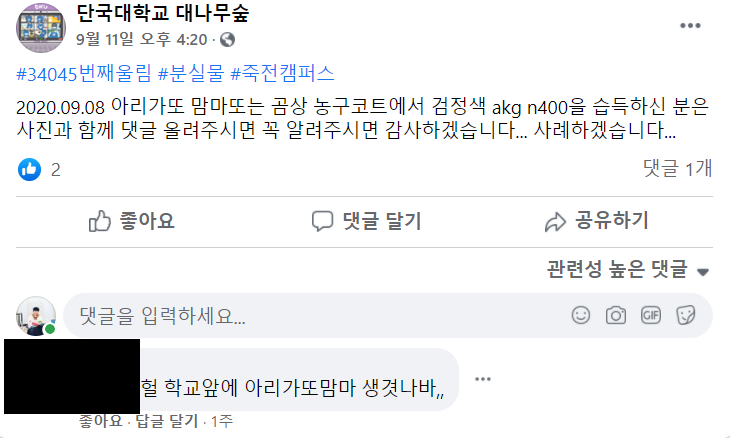 단국대학교 대나무숲
9월 11일 오후 4:20 ·
#34045번째울림 #분실물 #죽전캠퍼스
2020.09.08 아리가또 맘마또는 곰상 농구코트에서 검정색 akg n400을 습득하신 분은
사진과 함께 댓글 올려주시면 꼭 알려주시면 감사하겠습니다... 사례하겠습니다...
2
댓글 1개
좋아요
댓글 달기
공유하기
관련성 높은 댓글
댓글을 입력하세요...
GIF
헐 학교앞에 아리가또맘마 생겻나바,,
좋아요 · 답글 달기 · 1주